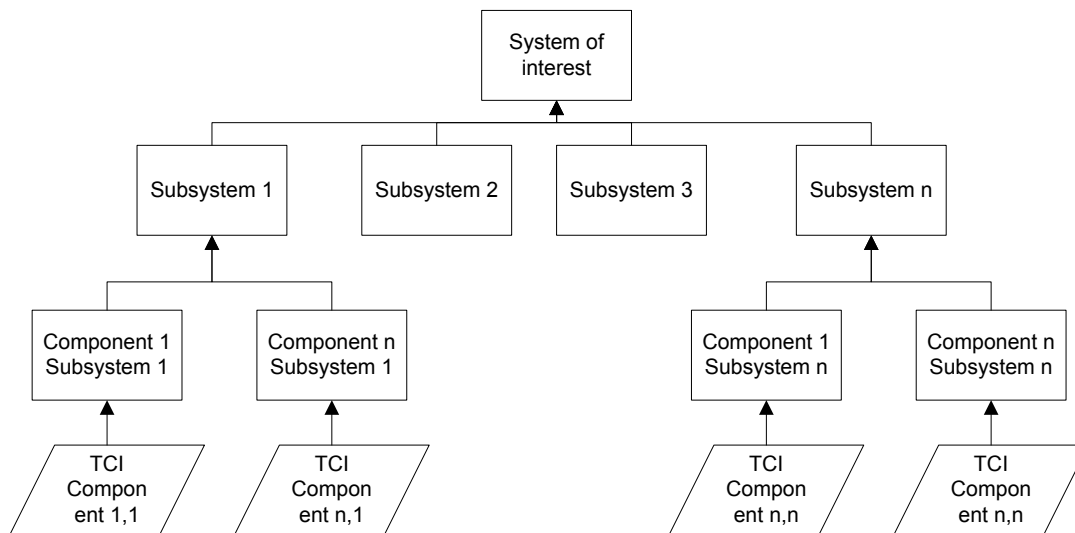 System of
interest
Subsystem 1
Subsystem 2
Subsystem 3
Subsystem n
Component 1
Subsystem 1
Component n
Subsystem 1
Component 1
Subsystem n
Component n
Subsystem n
TCI
Compon
ent 1,1
TCI
Compon
ent n,1
TCI
Compon
ent n,n
TCI
Compon
ent n,n